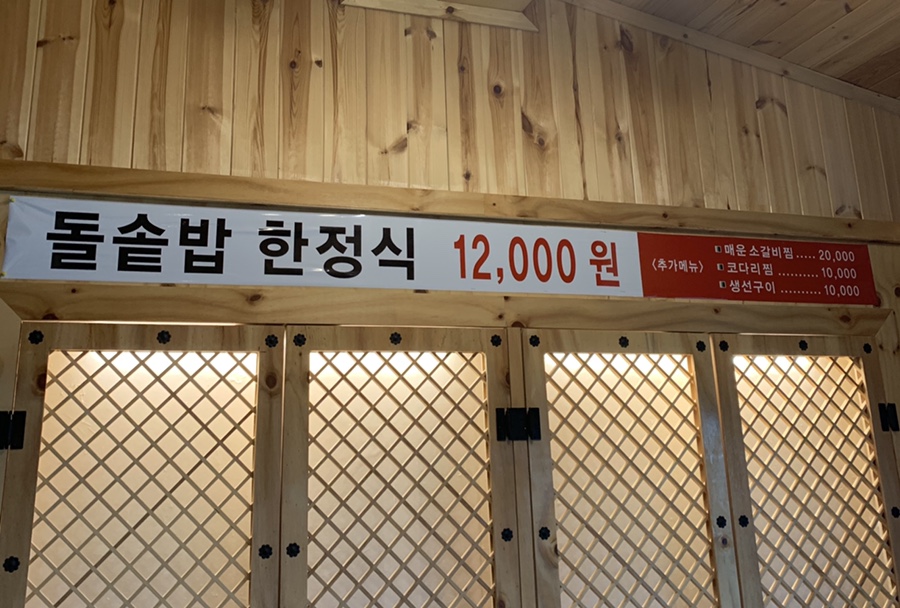 돌솥밥 한정식 12,000 원
〈추가메뉴〉
매운 소갈비찜 ..... 20,000
코다리찜 .......... 10,000
생선구이 .......... 10,000